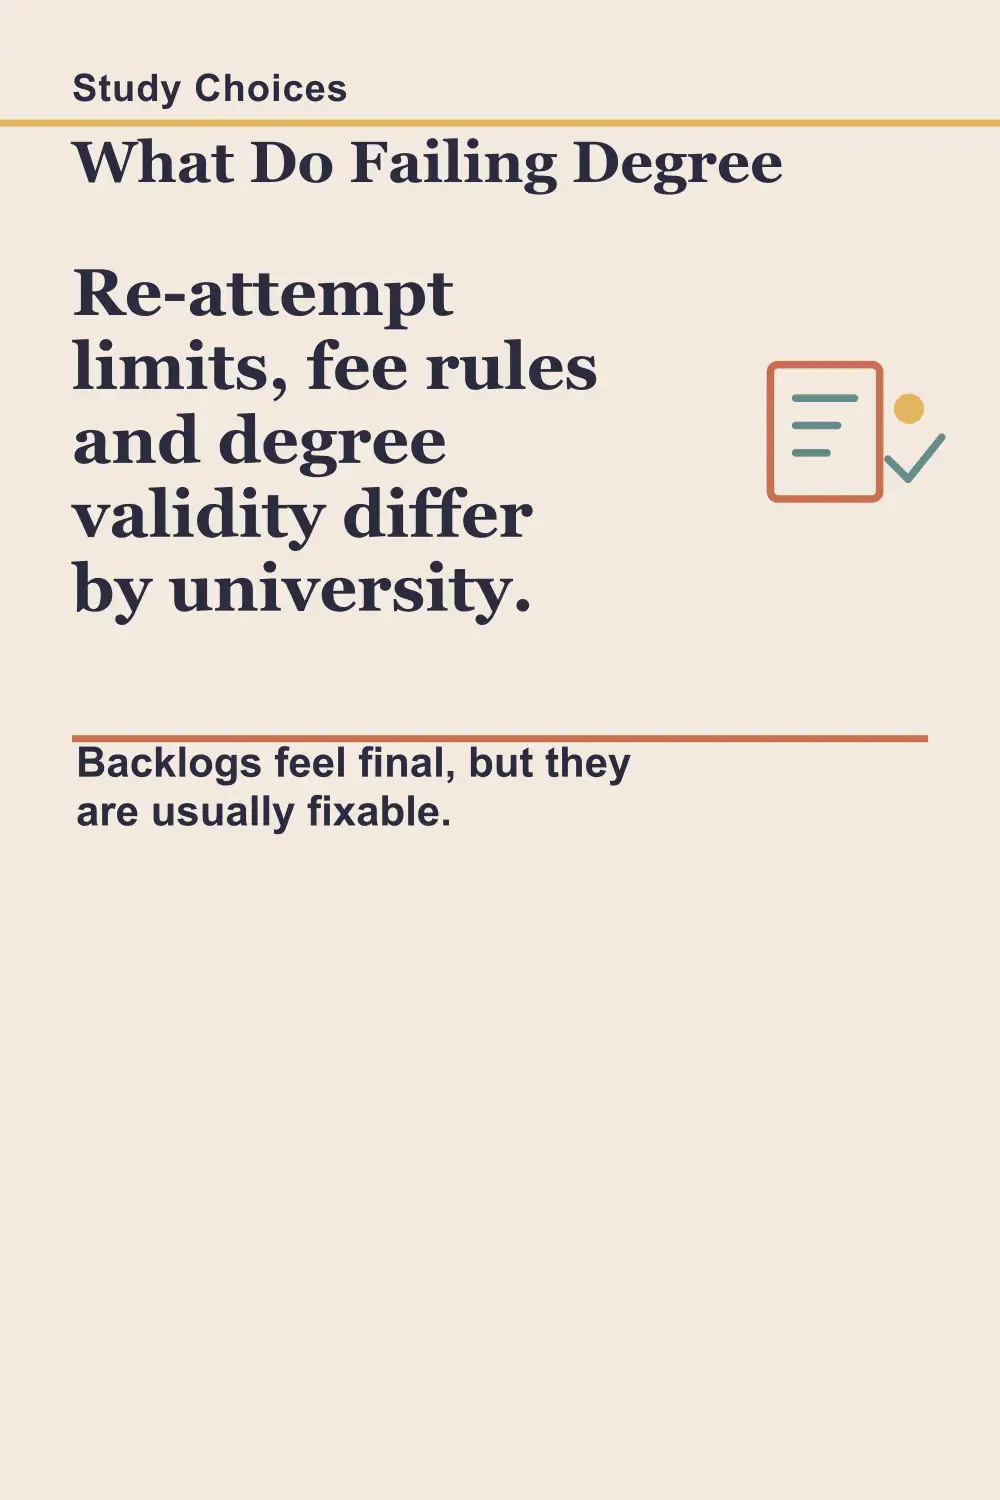 Study Choices
What Do Failing Degree
Re-attempt
limits, fee rules
and degree
validity differ
by university.
Backlogs feel final, but they
are usually fixable.